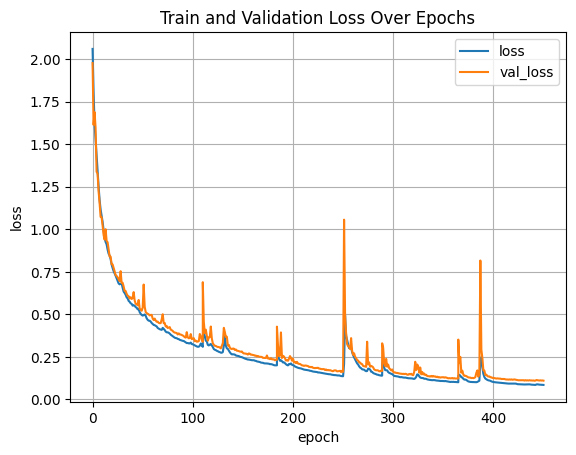 Train and Validation Loss Over Epochs
loss
val_loss
2.00
1.75
1.50
1.25
1.00
0.75
0.50
0.25
0.00
loss
0
100
200
300
400
epoch